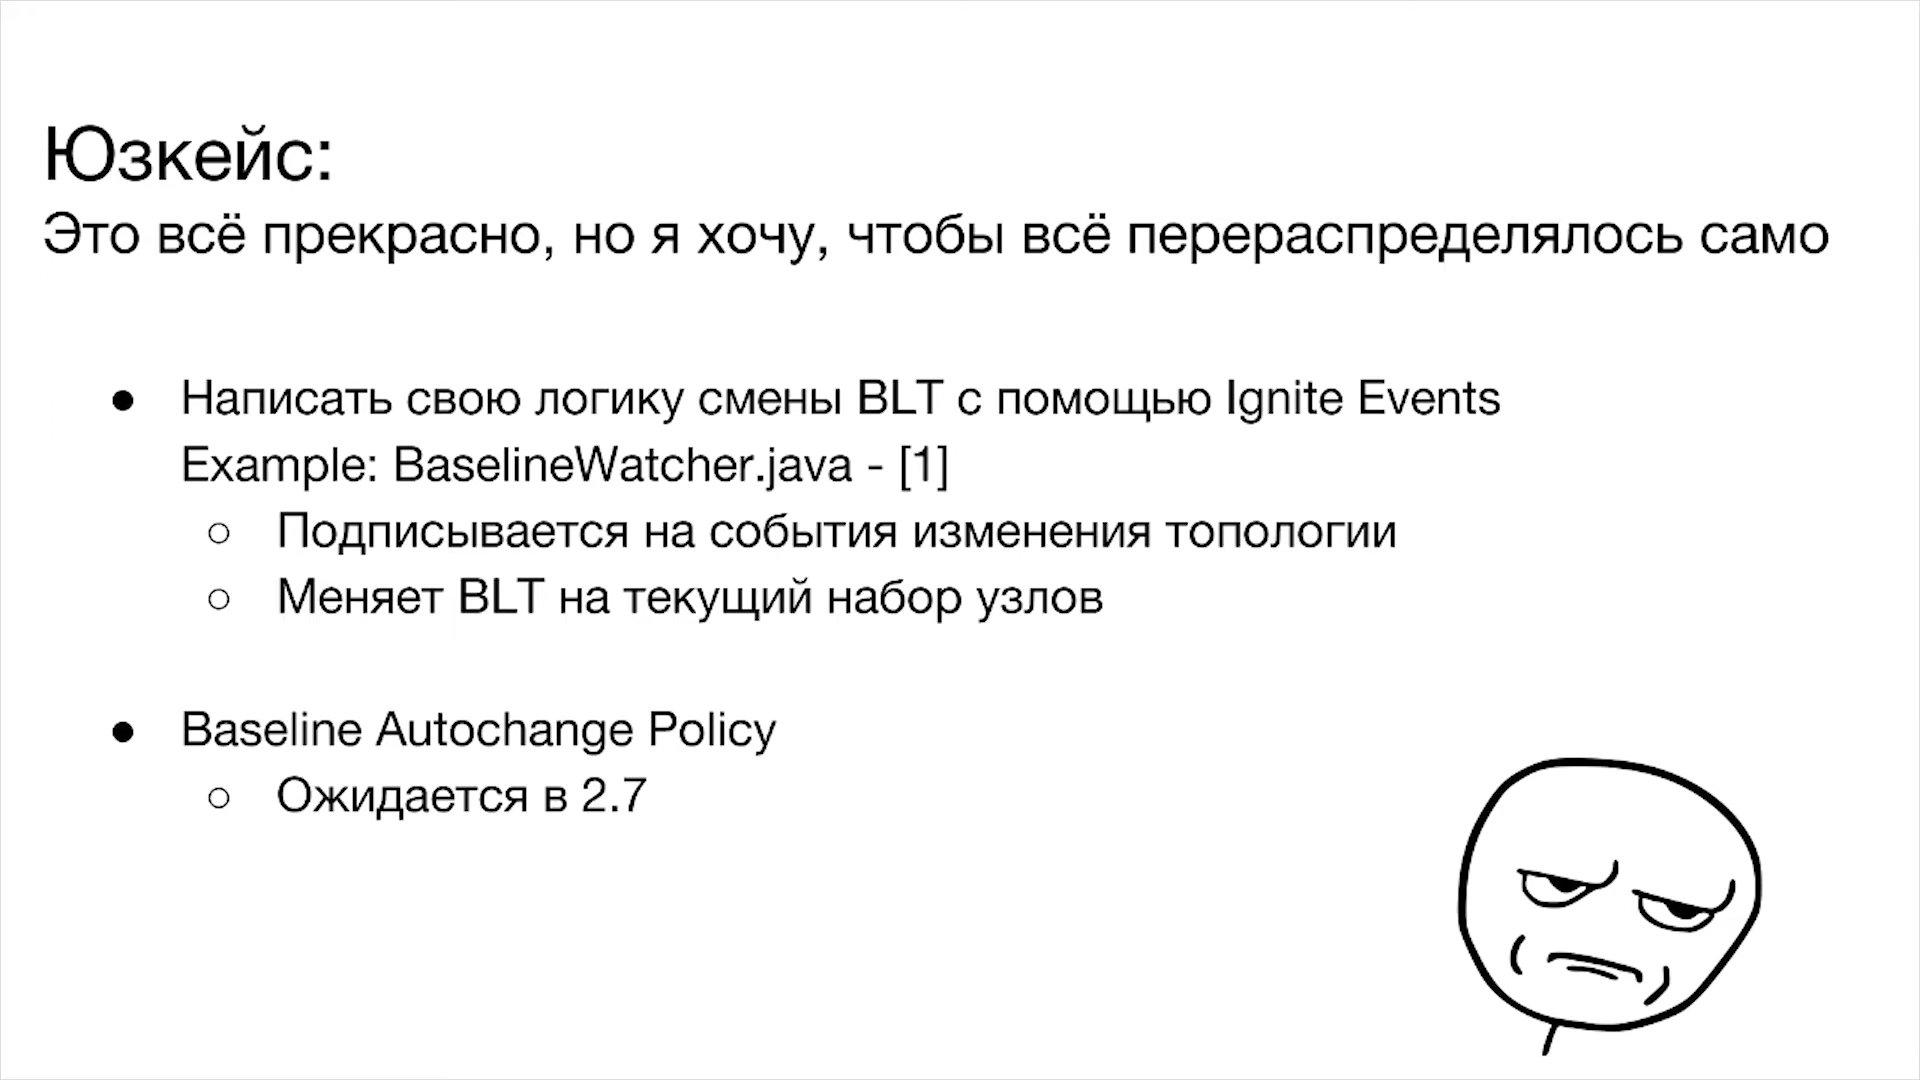 Юзкейс:
Это всё прекрасно, но я хочу, чтобы всё перераспределялось само
● Написать свою логику смены BLT с помощью Ignite Events
Example: BaselineWatcher.java - [1]
○ Подписывается на события изменения топологии
○ Меняет BLT на текущий набор узлов
● Baseline Autochange Policy
○ Ожидается в 2.7